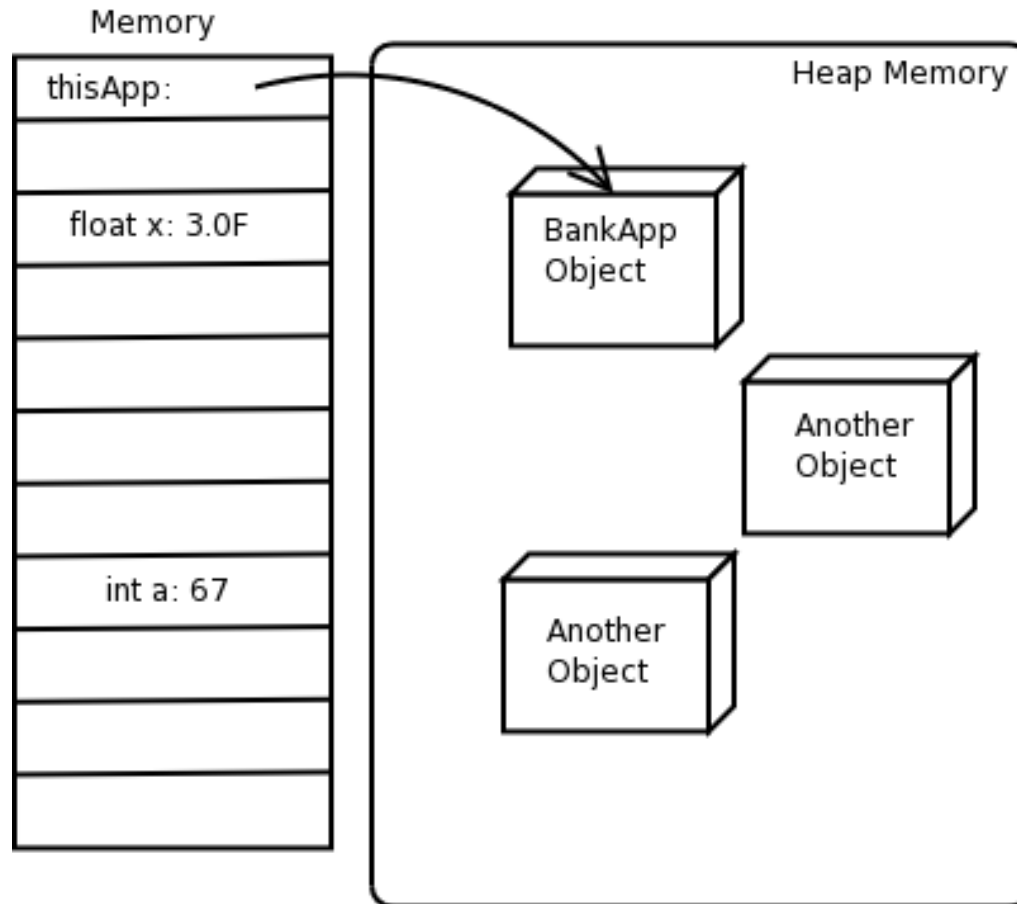 Memory
thisApp:
float x: 3.0F
int a: 67
Heap Memory
BankApp
Object
Another
Object
Another
Object